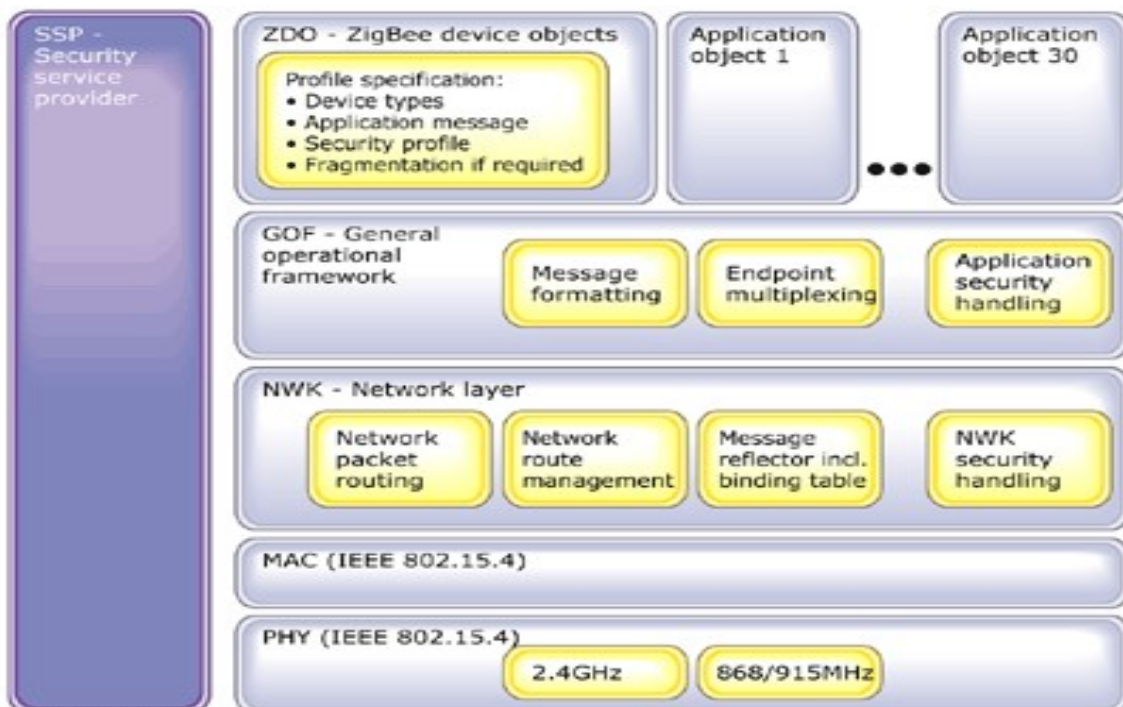 SSP -
Security
service
provider
ZDO - ZigBee device objects
Profile specification:
• Device types
• Application message
• Security profile
• Fragmentation if required
Application
object 1
•••
Application
object 30
GOF - General
operational
framework
Message
formatting
Endpoint
multiplexing
Application
security
handling
NWK - Network layer
Network
packet
routing
Network
route
management
Message
reflector incl.
binding table
NWK
security
handling
MAC (IEEE 802.15.4)
PHY (IEEE 802.15.4)
2.4GHz
868/915MHz